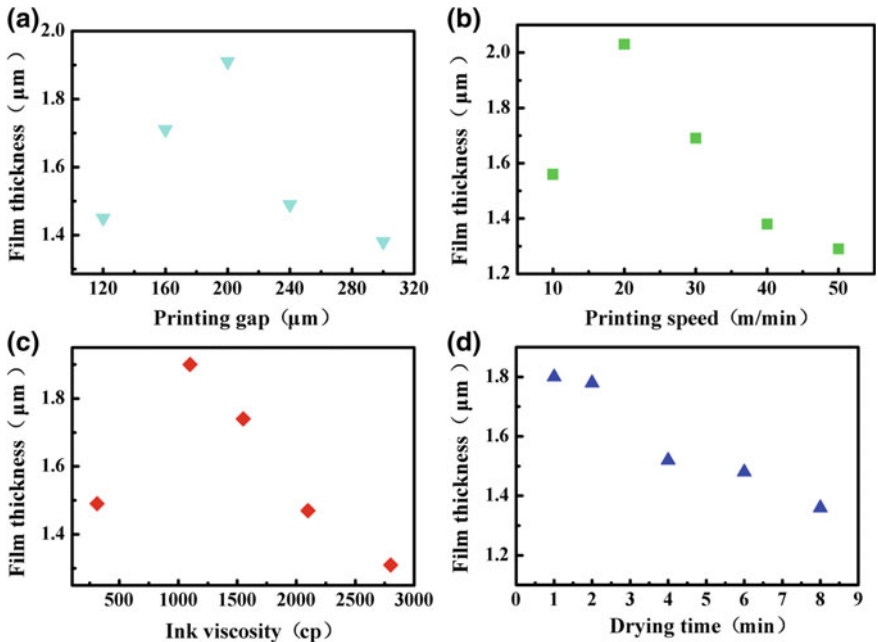 (a)
2.0
1.8
1.6
1.4
Film thickness（μm）
120 160 200 240 280 320
Printing gap（μm）
(b)
2.0
1.8
1.6
1.4
1.2
Film thickness（μm）
10 20 30 40 50
Printing speed（m/min）
(c)
1.8
1.6
1.4
Film thickness（μm）
500 1000 1500 2000 2500 3000
Ink viscosity（cp）
(d)
1.8
1.6
1.4
1.2
Film thickness（μm）
0 1 2 3 4 5 6 7 8 9
Drying time（min）